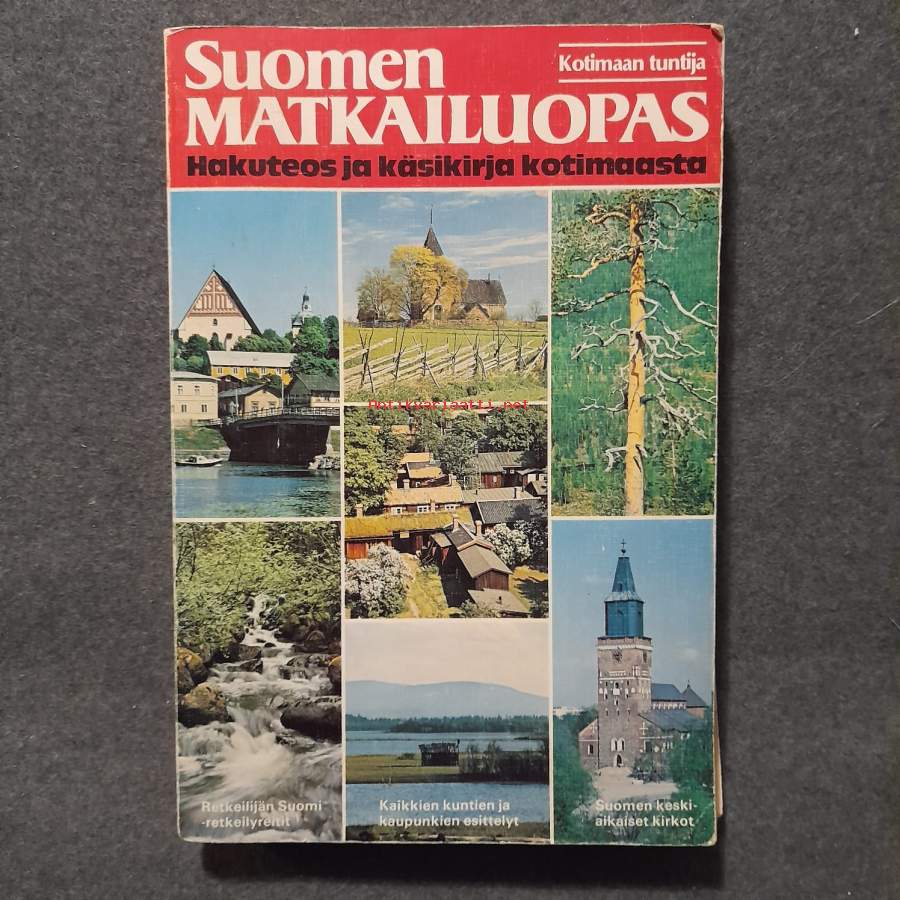 Suomen
MATKAILUOPAS
Kotimaan tuntija
Hakuteos ja käsikirja kotimaasta
Antikvariaatti.net
Retkeilijän Suomi
-retkeilyreitit
Kaikkien kuntien ja
kaupunkien esittelyt
Suomen keski-
aikaiset kirkot